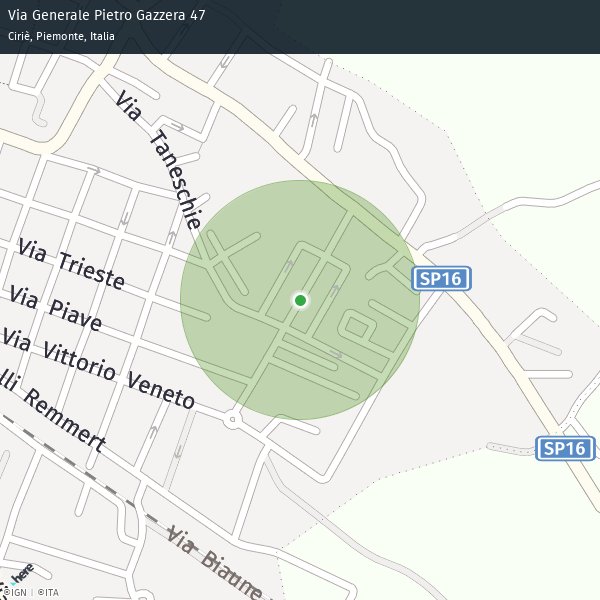 Via Generale Pietro Gazzera 47
Ciriè, Piemonte, Italia
Via Taneschie
Via Trieste
SP16
Via Piave
Via Vittorio Veneto
lli Remmert
SP16
Via Biaune
here
©IGN | ©ITA